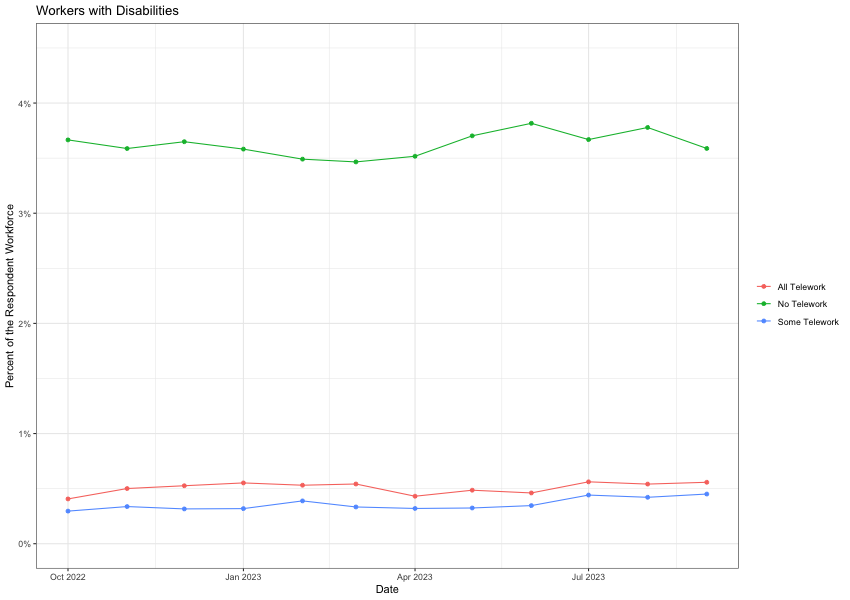 Workers with Disabilities
Percent of the Respondent Workforce
4%
3%
2%
1%
0%
Oct 2022
Jan 2023
Apr 2023
Jul 2023
Date
All Telework
No Telework
Some Telework